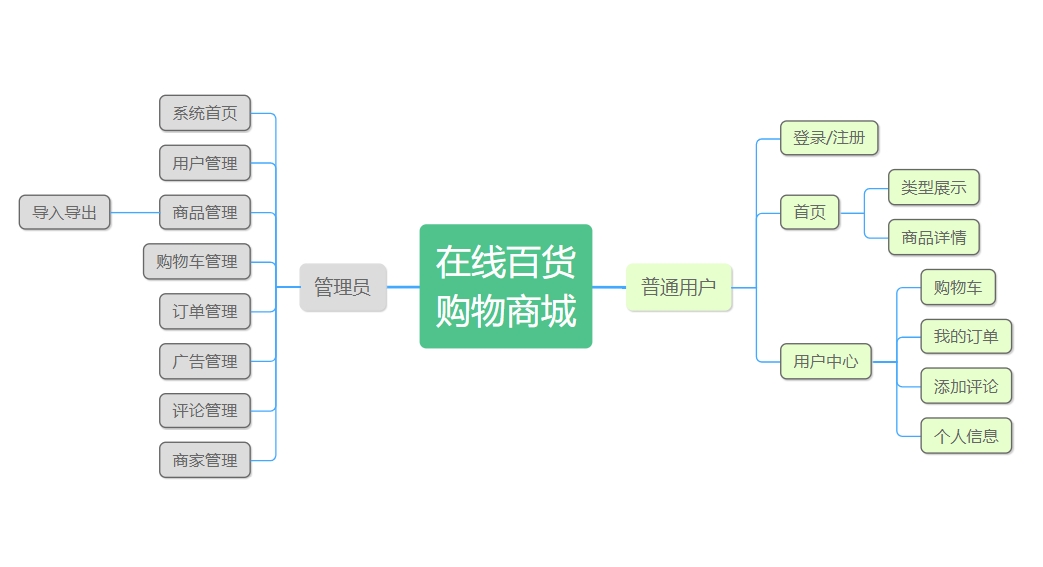 在线百货
购物商城
管理员
系统首页
用户管理
商品管理
导入导出
购物车管理
订单管理
广告管理
评论管理
商家管理
普通用户
登录/注册
首页
类型展示
商品详情
用户中心
购物车
我的订单
添加评论
个人信息